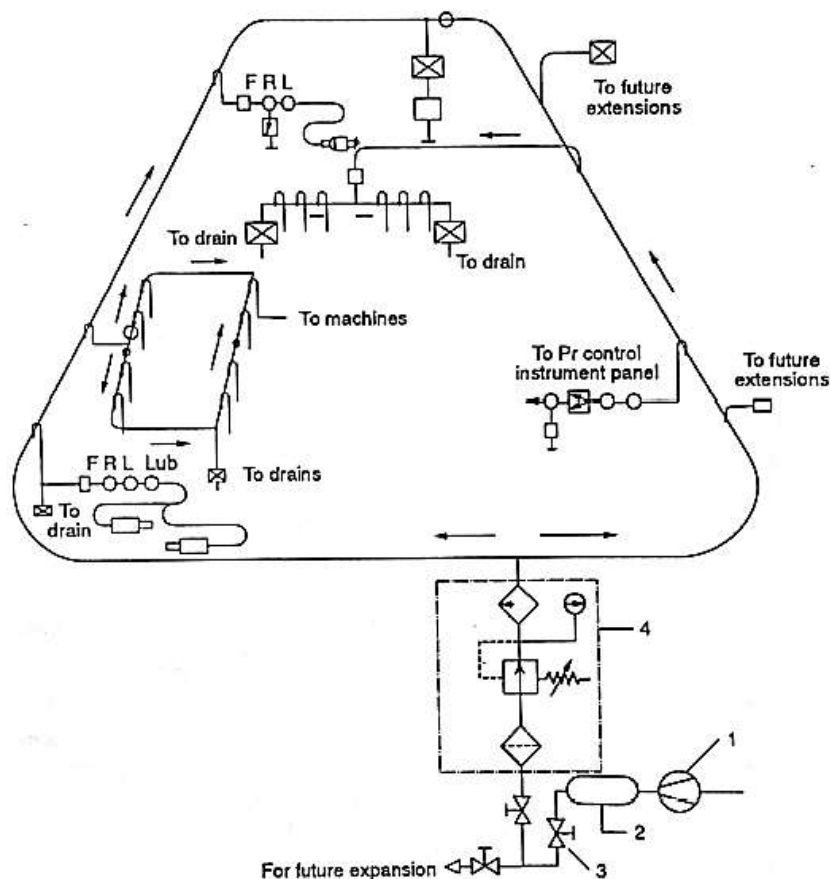 F R L
To future
extensions
To drain
To drain
To machines
To Pr control
instrument panel
To future
extensions
F R L Lub
To drains
To
drain
4
1
2
3
For future expansion